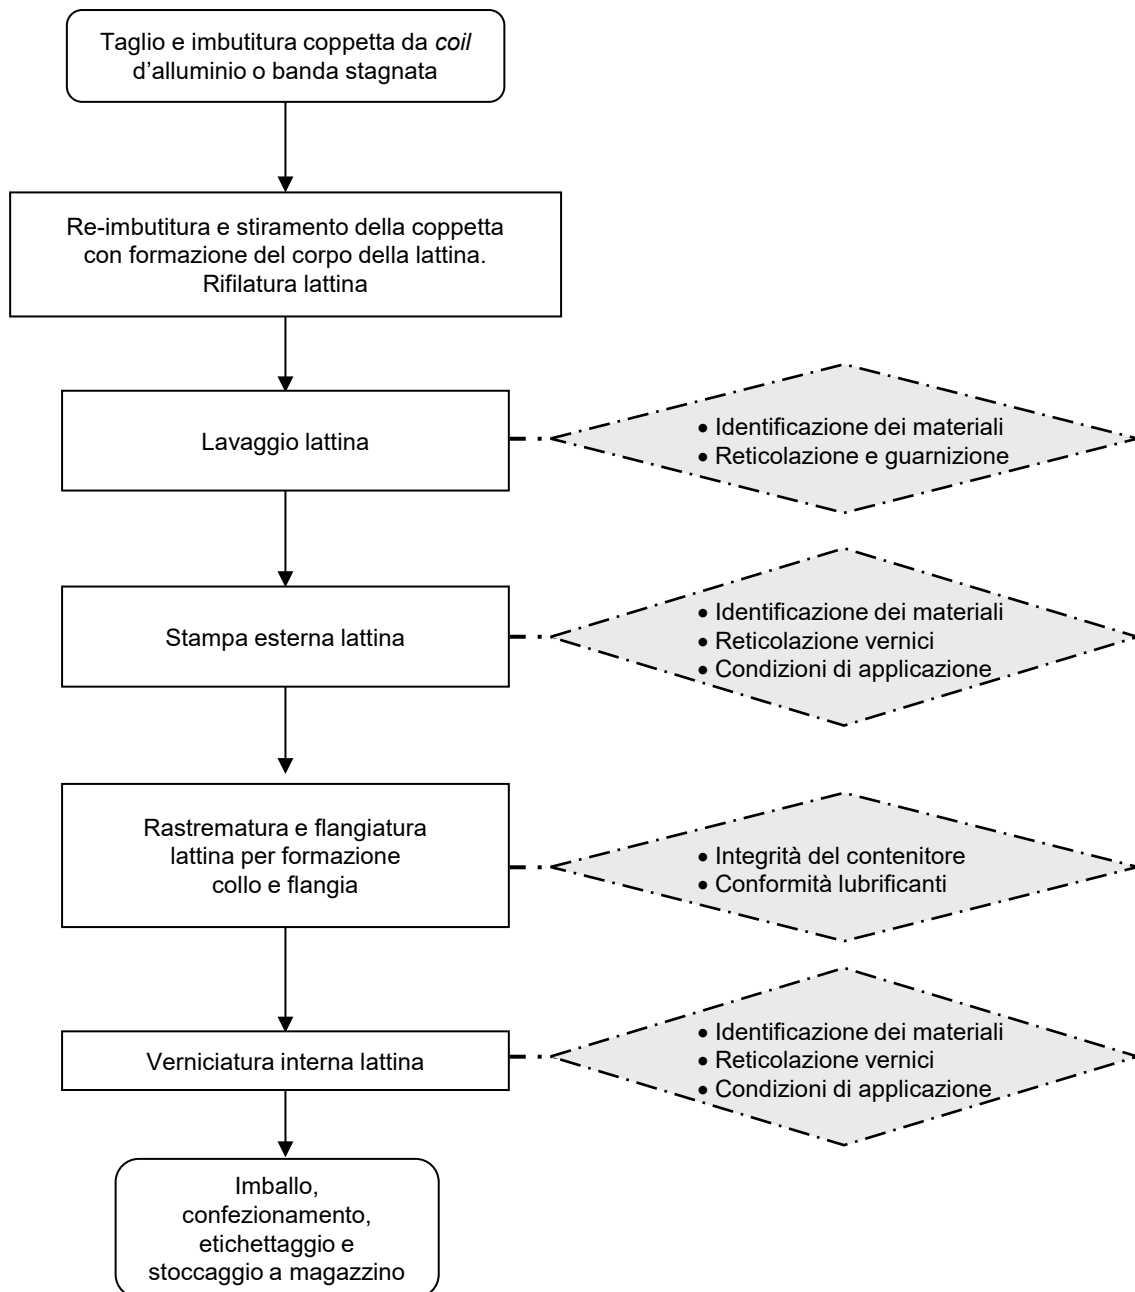 Taglio e imbutitura coppetta da coil
d'alluminio o banda stagnata
Re-imbutitura e stiramento della coppetta
con formazione del corpo della lattina.
Rifilatura lattina
Lavaggio lattina
• Identificazione dei materiali
• Reticolazione e guarnizione
Stampa esterna lattina
• Identificazione dei materiali
• Reticolazione vernici
• Condizioni di applicazione
Rastrematura e flangiatura
lattina per formazione
collo e flangia
• Integrità del contenitore
• Conformità lubrificanti
Verniciatura interna lattina
• Identificazione dei materiali
• Reticolazione vernici
• Condizioni di applicazione
Imballo,
confezionamento,
etichettaggio e
stoccaggio a magazzino